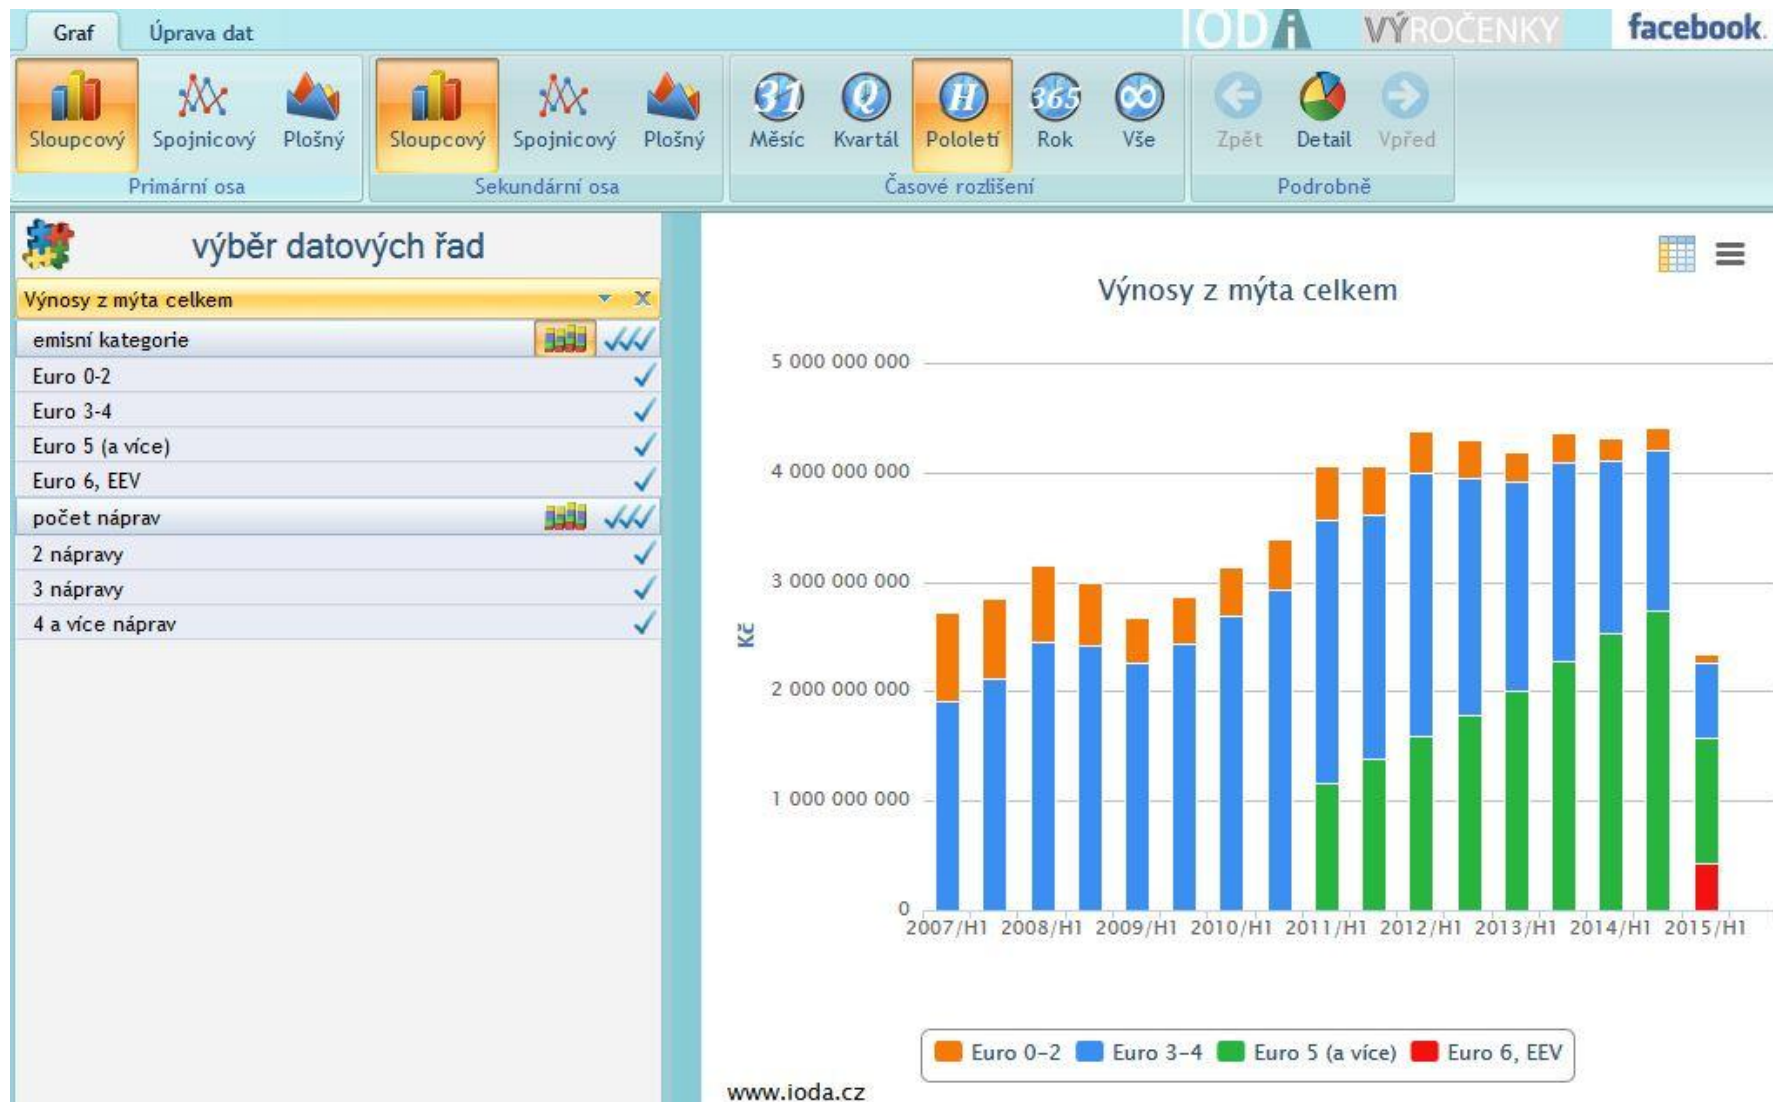 Graf Úprava dat
IODA VÝROČENKY facebook.
31 Q H 365 ∞
Sloupcový Spojnicový Plošný Sloupcový Spojnicový Plošný Měsíc Kvartál Pololetí Rok Vše Zpět Detail Vpřed
Primární osa Sekundární osa Časové rozlišení Podrobně
výběr datových řad
Výnosy z mýta celkem
emisní kategorie
Euro 0-2
Euro 3-4
Euro 5 (a více)
Euro 6, EEV
počet náprav
2 nápravy
3 nápravy
4 a více náprav
Výnosy z mýta celkem
5 000 000 000
4 000 000 000
3 000 000 000
2 000 000 000
1 000 000 000
0
Kč
2007/H1 2008/H1 2009/H1 2010/H1 2011/H1 2012/H1 2013/H1 2014/H1 2015/H1
Euro 0-2 Euro 3-4 Euro 5 (a více) Euro 6, EEV
www.ioda.cz